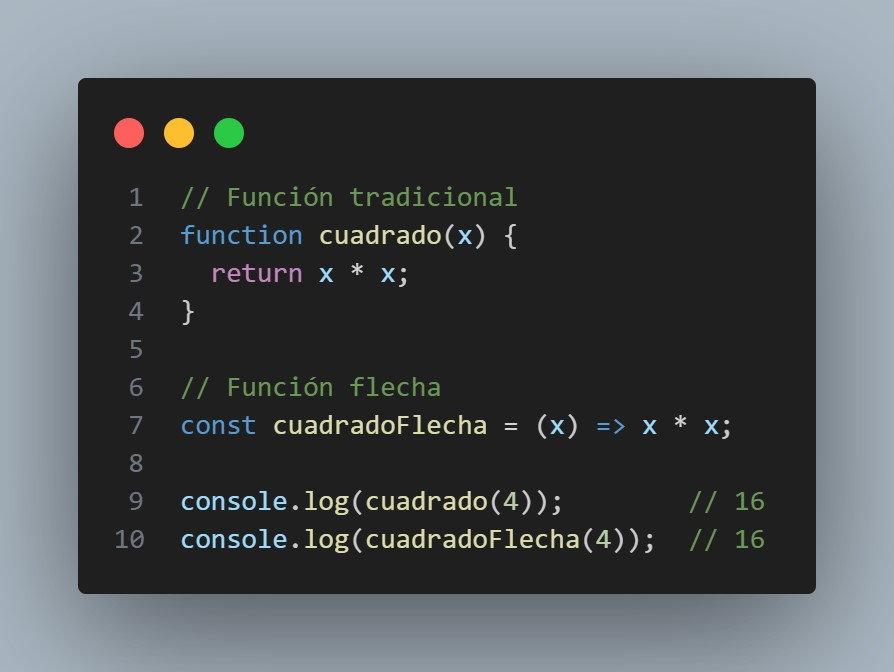 1 // Función tradicional
2 function cuadrado(x) {
3   return x * x;
4 }
5
6 // Función flecha
7 const cuadradoFlecha = (x) => x * x;
8
9 console.log(cuadrado(4));        // 16
10 console.log(cuadradoFlecha(4));  // 16